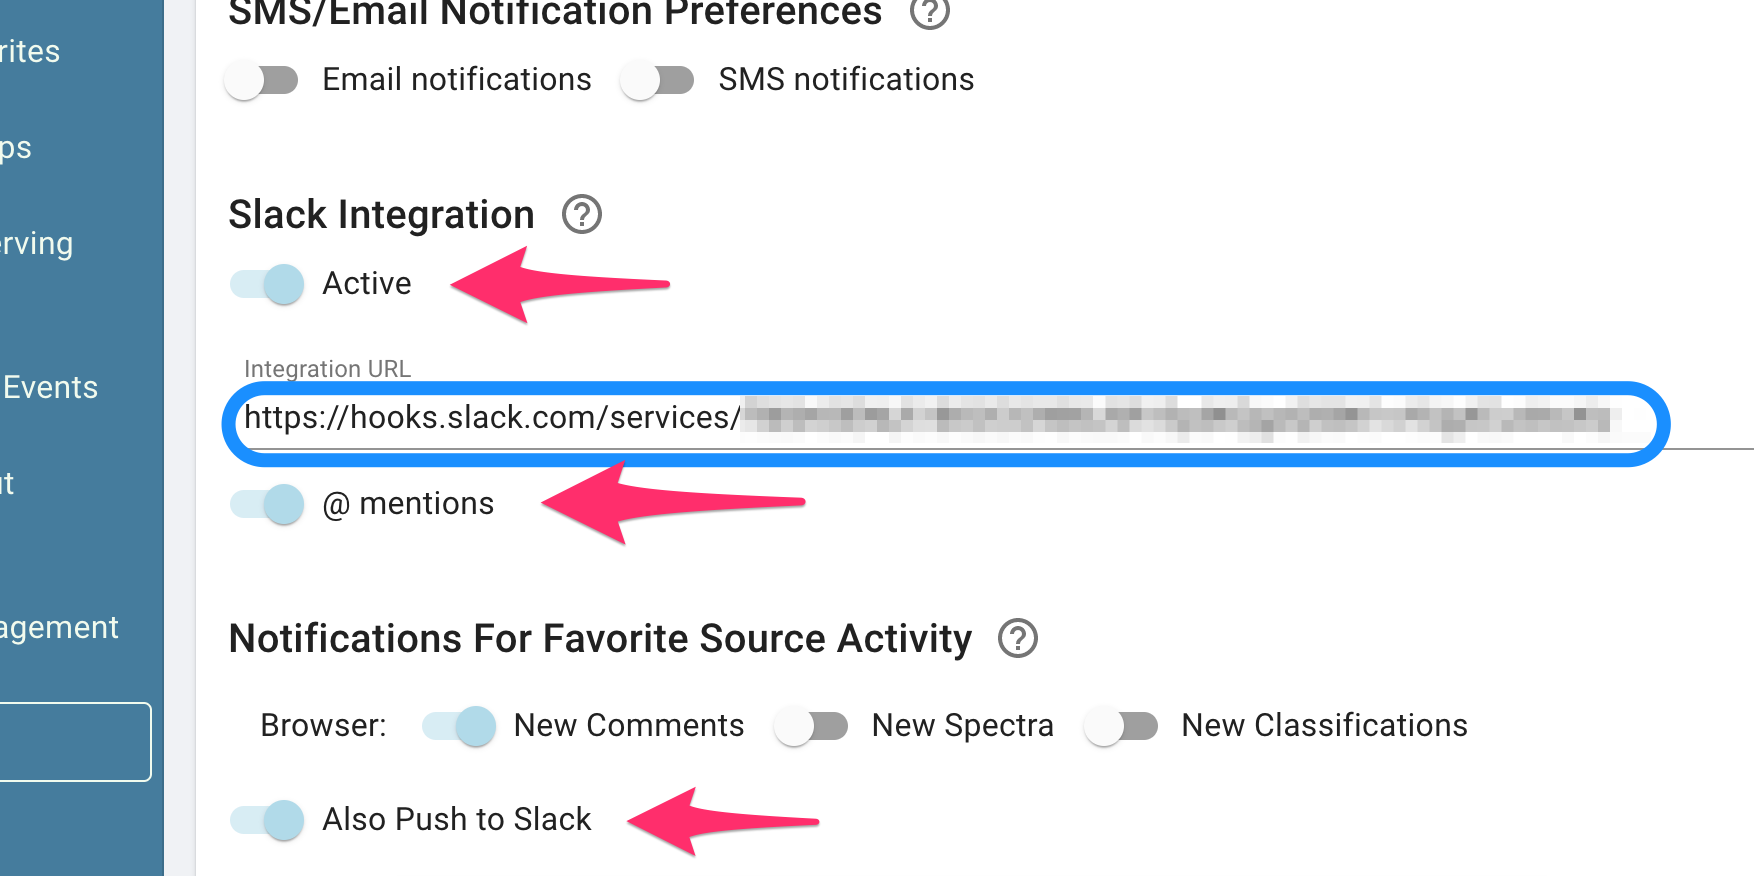 SMS/Email Notification Preferences
Email notifications SMS notifications
Slack Integration
Active
Integration URL
https://hooks.slack.com/services/
@ mentions
Notifications For Favorite Source Activity
Browser: New Comments New Spectra New Classifications
Also Push to Slack
rites
ps
erving
Events
agement